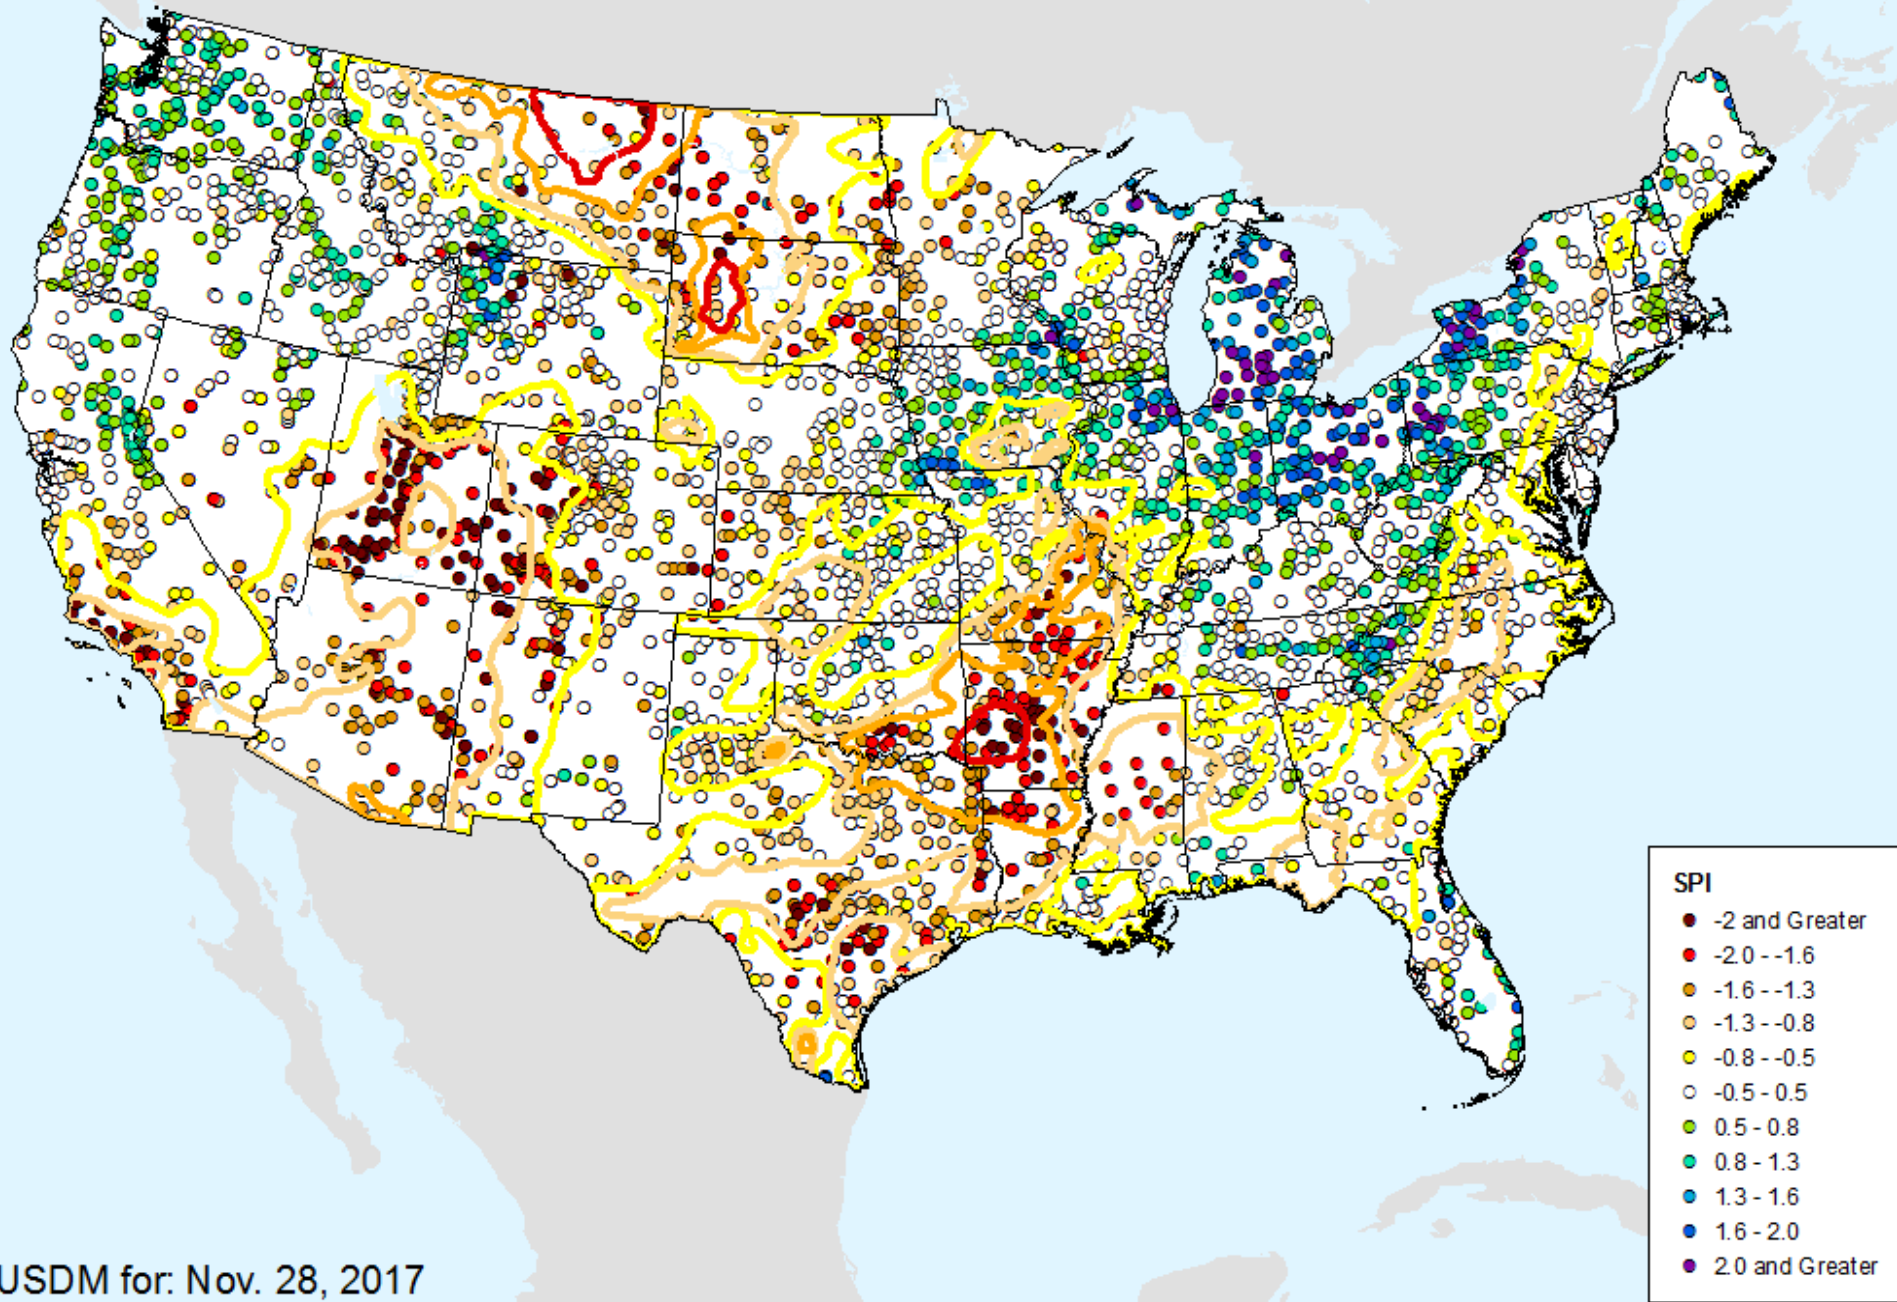 SPI
-2 and Greater
-2.0 - -1.6
-1.6 - -1.3
-1.3 - -0.8
-0.8 - -0.5
-0.5 - 0.5
0.5 - 0.8
0.8 - 1.3
1.3 - 1.6
1.6 - 2.0
2.0 and Greater
USDM for: Nov. 28, 2017